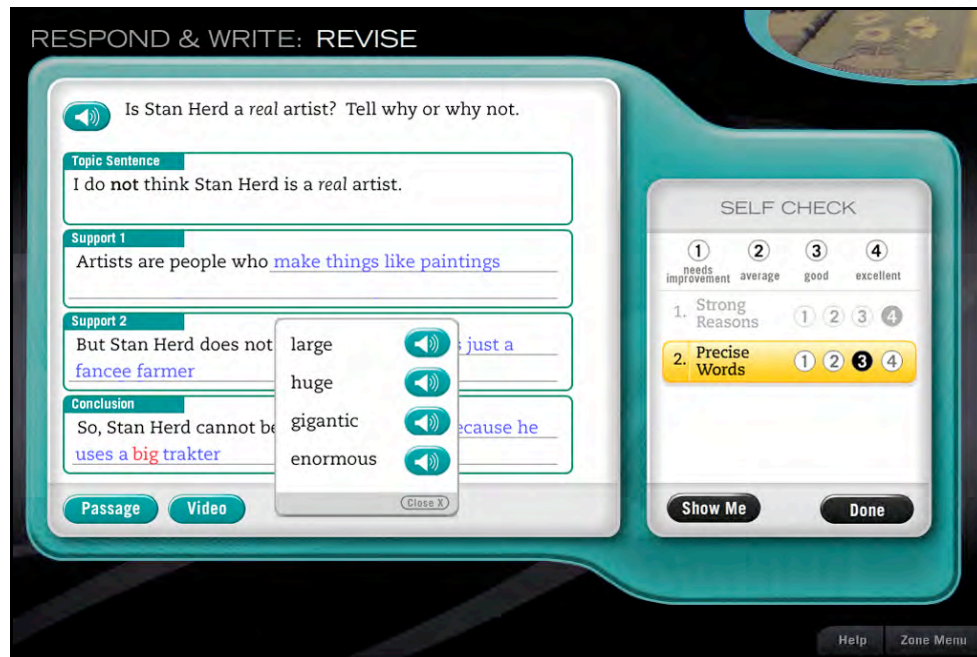 RESPOND & WRITE: REVISE
Is Stan Herd a real artist? Tell why or why not.
Topic Sentence
I do not think Stan Herd is a real artist.
Support 1
Artists are people who make things like paintings
Support 2
But Stan Herd does not s just a
fancee farmer
Conclusion
So, Stan Herd cannot be ecause he
uses a big trakter
large
huge
gigantic
enormous
Close X
Passage Video
SELF CHECK
1 2 3 4
needs improvement average good excellent
1. Strong Reasons 1 2 3 4
2. Precise Words 1 2 3 4
Show Me Done
Help Zone Menu